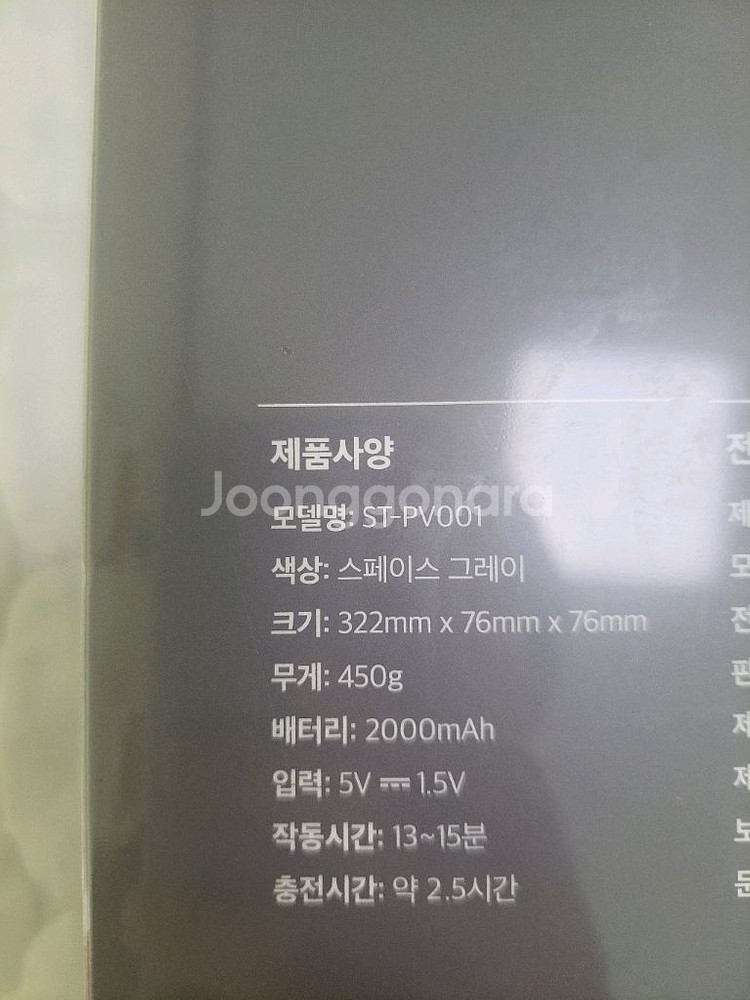 제품사양
Joonggonara
모델명: ST-PV001
색상: 스페이스 그레이
크기: 322mm x 76mm x 76mm
무게: 450g
배터리: 2000mAh
입력: 5V ⎓ 1.5V
작동시간: 13~15분
충전시간: 약 2.5시간